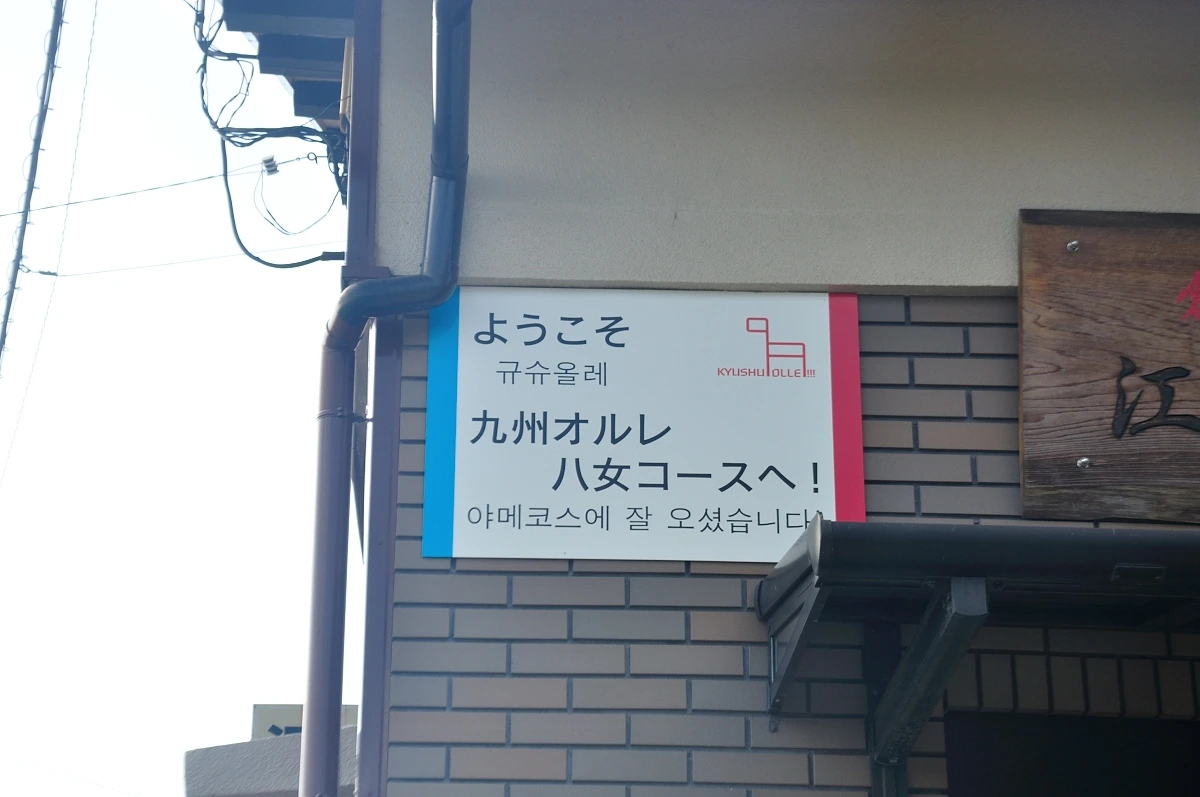 ようこそ
규슈올레
KYUSHU OLLE!!!
九州オルレ
八女コースへ!
야메코스에 잘 오셨습니다
江